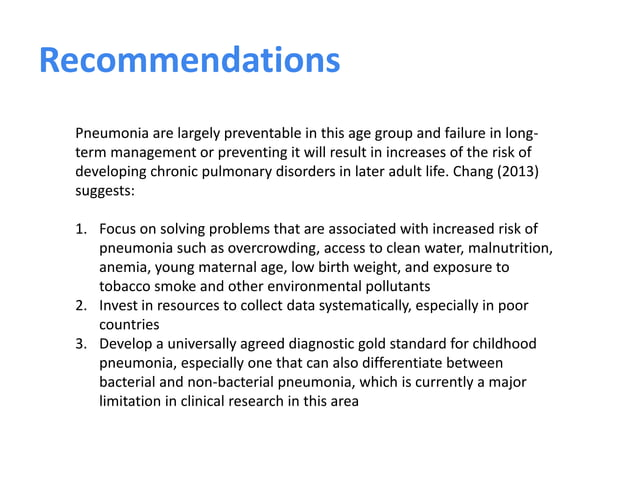 Recommendations
Pneumonia are largely preventable in this age group and failure in long-
term management or preventing it will result in increases of the risk of
developing chronic pulmonary disorders in later adult life. Chang (2013)
suggests:
1. Focus on solving problems that are associated with increased risk of
pneumonia such as overcrowding, access to clean water, malnutrition,
anemia, young maternal age, low birth weight, and exposure to
tobacco smoke and other environmental pollutants
2. Invest in resources to collect data systematically, especially in poor
countries
3. Develop a universally agreed diagnostic gold standard for childhood
pneumonia, especially one that can also differentiate between
bacterial and non-bacterial pneumonia, which is currently a major
limitation in clinical research in this area